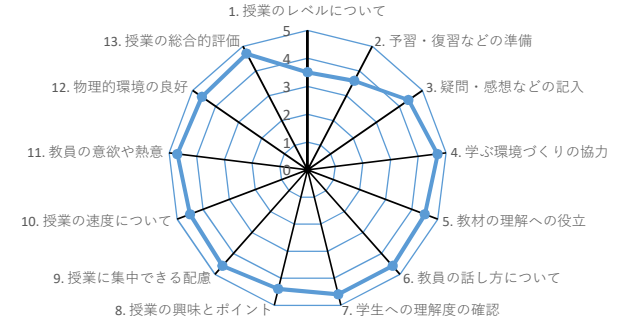 1. 授業のレベルについて
2. 予習・復習などの準備
3. 疑問・感想などの記入
4. 学ぶ環境づくりの協力
5. 教材の理解への役立
6. 教員の話し方について
7. 学生への理解度の確認
8. 授業の興味とポイント
9. 授業に集中できる配慮
10. 授業の速度について
11. 教員の意欲や熱意
12. 物理的環境の良好
13. 授業の総合的評価
5
4
3
2
1
0